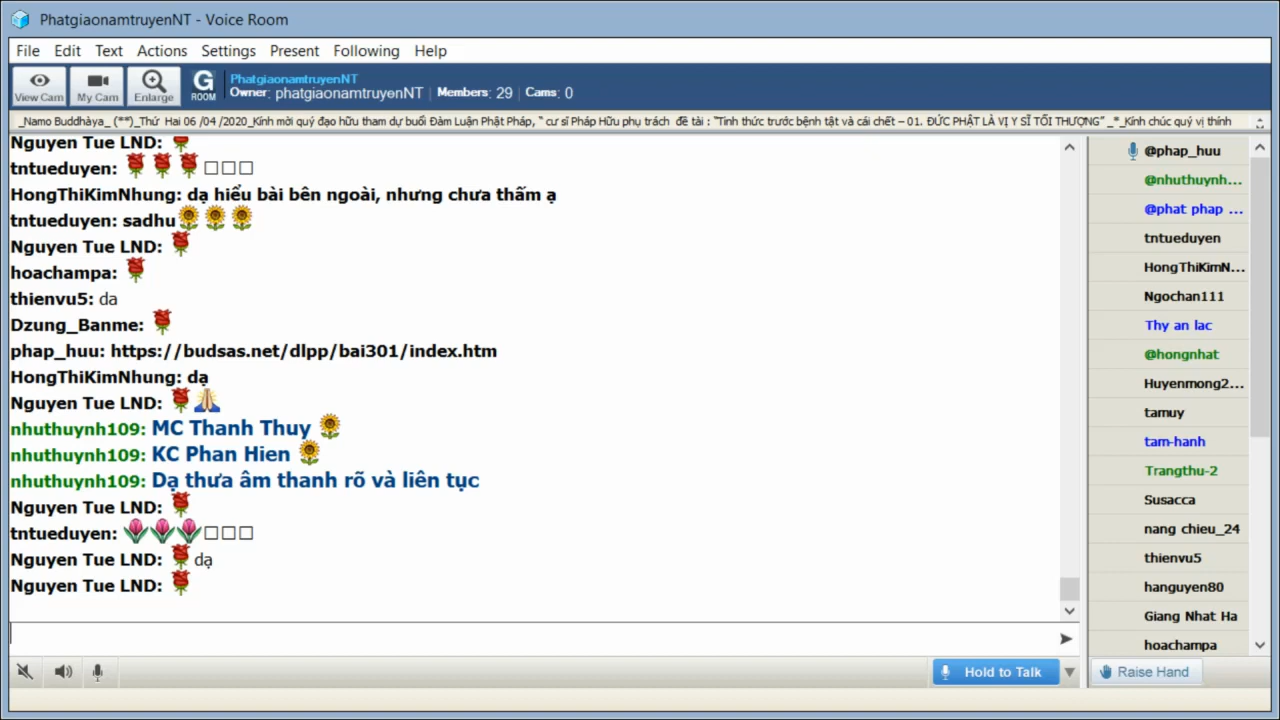 PhatgiaonamtruyenNT - Voice Room
File Edit Text Actions Settings Present Following Help
View Cam My Cam Enlarge G ROOM
PhatgiaonamtruyenNT
Owner: phatgiaonamtruyenNT | Members: 29 | Cams: 0
_Namo Buddhàya_ (**)_Thứ Hai 06 /04 /2020_Kính mời quý đạo hữu tham dự buổi Đàm Luận Phật Pháp, " cư sĩ Pháp Hữu phụ trách đề tài : "Tỉnh thức trước bệnh tật và cái chết – 01. ĐỨC PHẬT LÀ VỊ Y SĨ TỐI THƯỢNG" _*_Kính chúc quý vị thính
Nguyen Tue LND:
tntueduyen:
HongThiKimNhung: dạ hiểu bài bên ngoài, nhưng chưa thấm ạ
tntueduyen: sadhu
Nguyen Tue LND:
hoachampa:
thienvu5: da
Dzung_Banme:
phap_huu: https://budsas.net/dlpp/bai301/index.htm
HongThiKimNhung: dạ
Nguyen Tue LND:
nhuthuynh109: MC Thanh Thuy
nhuthuynh109: KC Phan Hien
nhuthuynh109: Dạ thưa âm thanh rõ và liên tục
Nguyen Tue LND:
tntueduyen:
Nguyen Tue LND: dạ
Nguyen Tue LND:
@phap_huu
@nhuthuynh...
@phat phap ...
tntueduyen
HongThiKimN...
Ngochan111
Thy an lac
@hongnhat
Huyenmong2...
tamuy
tam-hanh
Trangthu-2
Susacca
nang chieu_24
thienvu5
hanguyen80
Giang Nhat Ha
hoachampa
Hold to Talk
Raise Hand